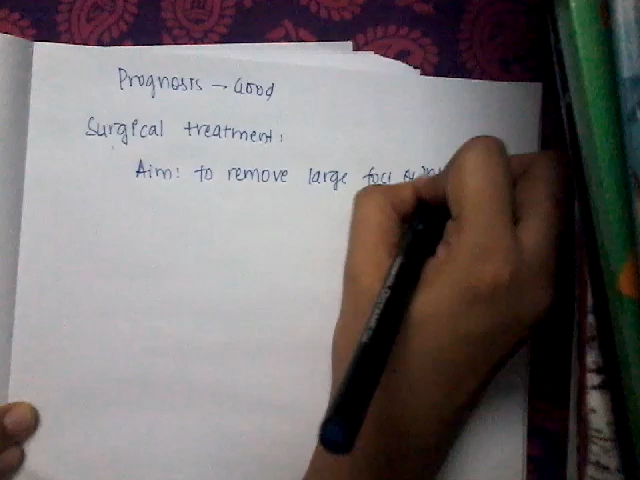 Prognosis → Good
Surgical treatment:
Aim: to remove large foci